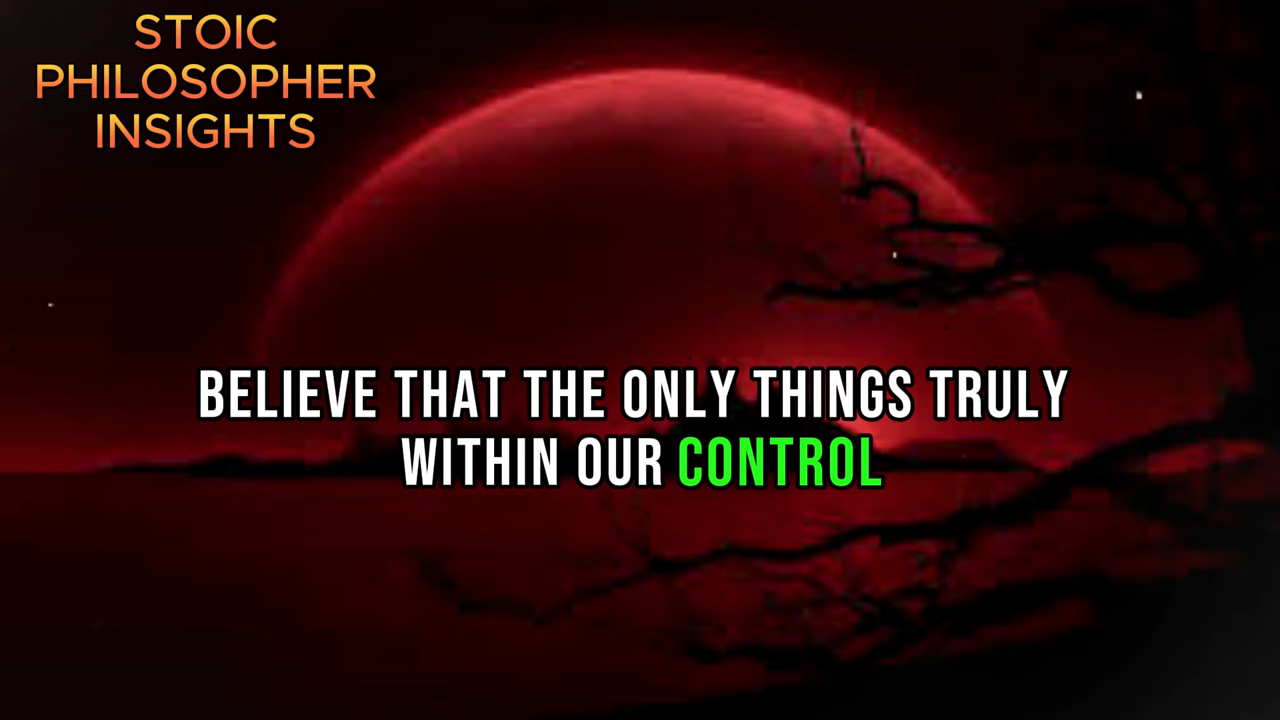 STOIC
PHILOSOPHER
INSIGHTS
BELIEVE THAT THE ONLY THINGS TRULY
WITHIN OUR CONTROL